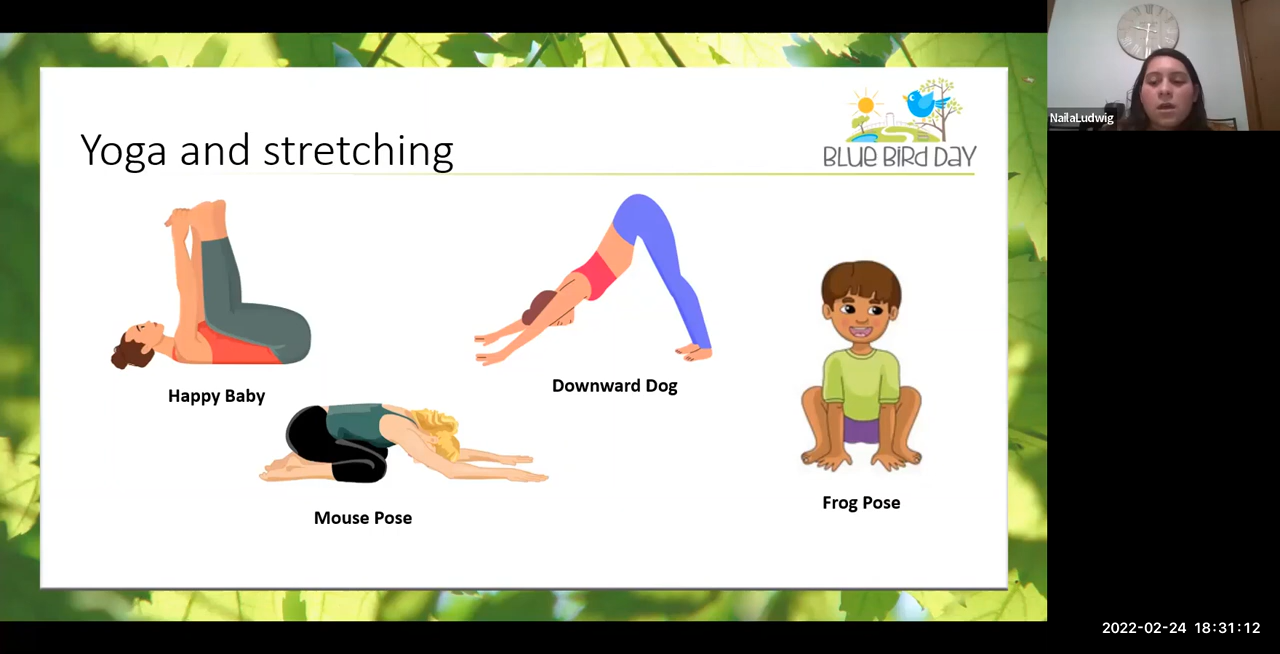 Yoga and stretching
BLUE BIRD DAY
NailaLudwig
Happy Baby
Downward Dog
Mouse Pose
Frog Pose
2022-02-24 18:31:12